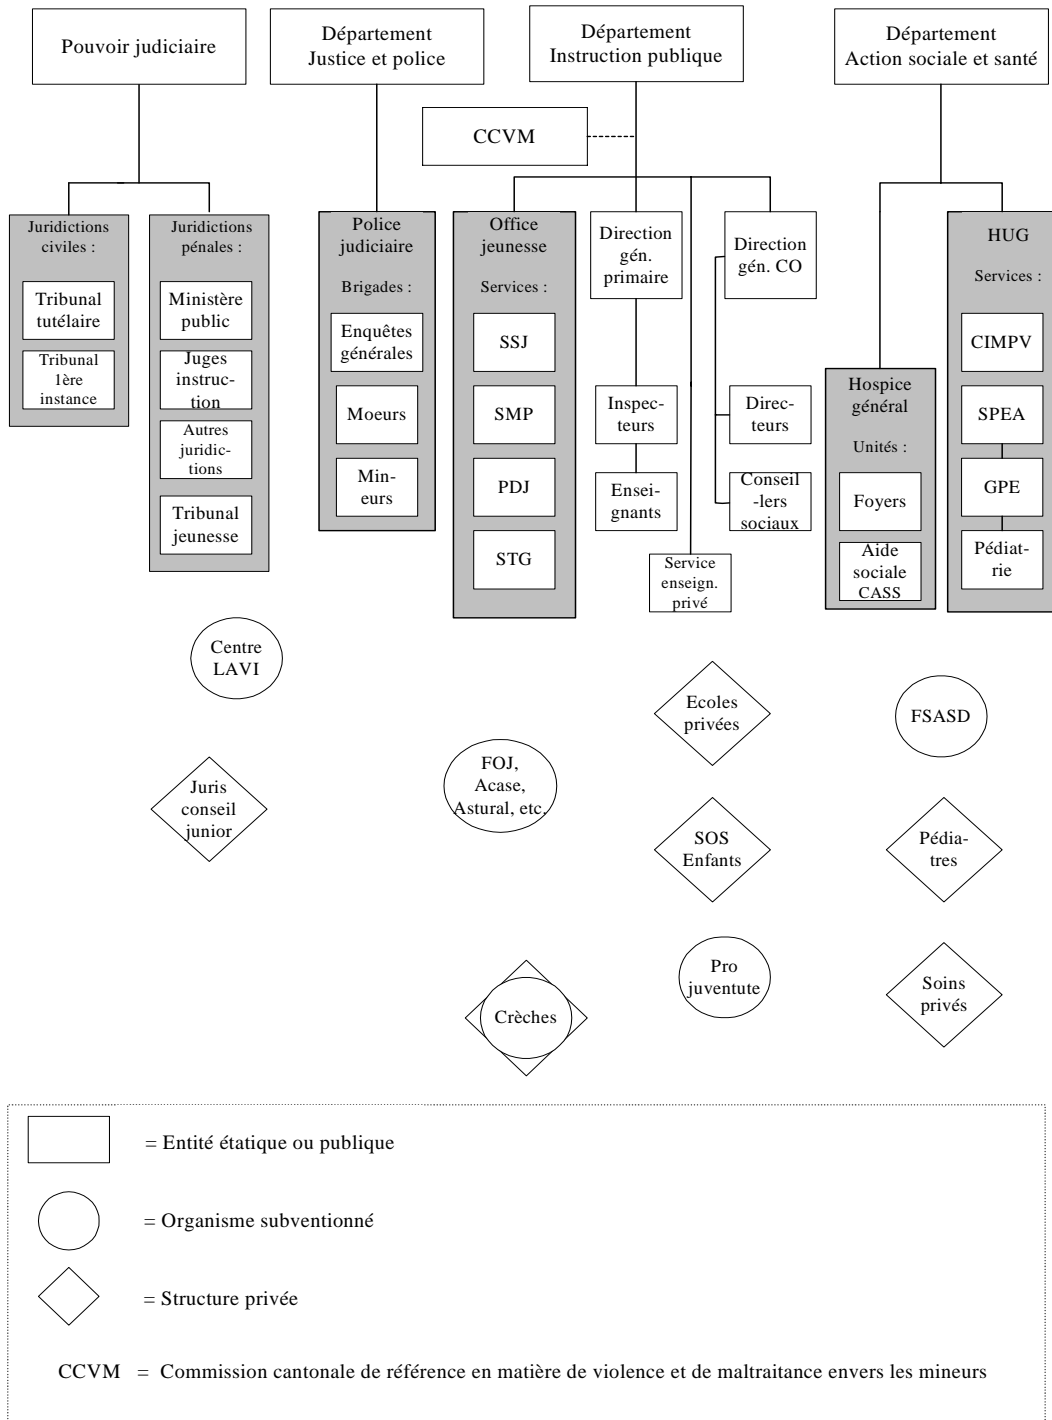 Pouvoir judiciaire
Département
Justice et police
Département
Instruction publique
Département
Action sociale et santé
CCVM
Juridictions
civiles :
Tribunal
tutélaire
Tribunal
1ère
instance
Juridictions
pénales :
Ministère
public
Juges
instruc-
tion
Autres
juridic-
tions
Tribunal
jeunesse
Police
judiciaire
Brigades :
Enquêtes
générales
Moeurs
Min-
eurs
Office
jeunesse
Services :
SSJ
SMP
PDJ
STG
Direction
gén.
primaire
Inspec-
teurs
Ensei-
gnants
Service
enseign.
privé
Direction
gén. CO
Direc-
teurs
Conseil
-lers
sociaux
Hospice
général
Unités :
Foyers
Aide
sociale
CASS
HUG
Services :
CIMPV
SPEA
GPE
Pédiat-
rie
Centre
LAVI
Juris
conseil
junior
FOJ,
Acase,
Astural, etc.
Crèches
Ecoles
privées
SOS
Enfants
Pro
juventute
FSASD
Pédia-
tres
Soins
privés
= Entité étatique ou publique
= Organisme subventionné
= Structure privée
CCVM = Commission cantonale de référence en matière de violence et de maltraitance envers les mineurs